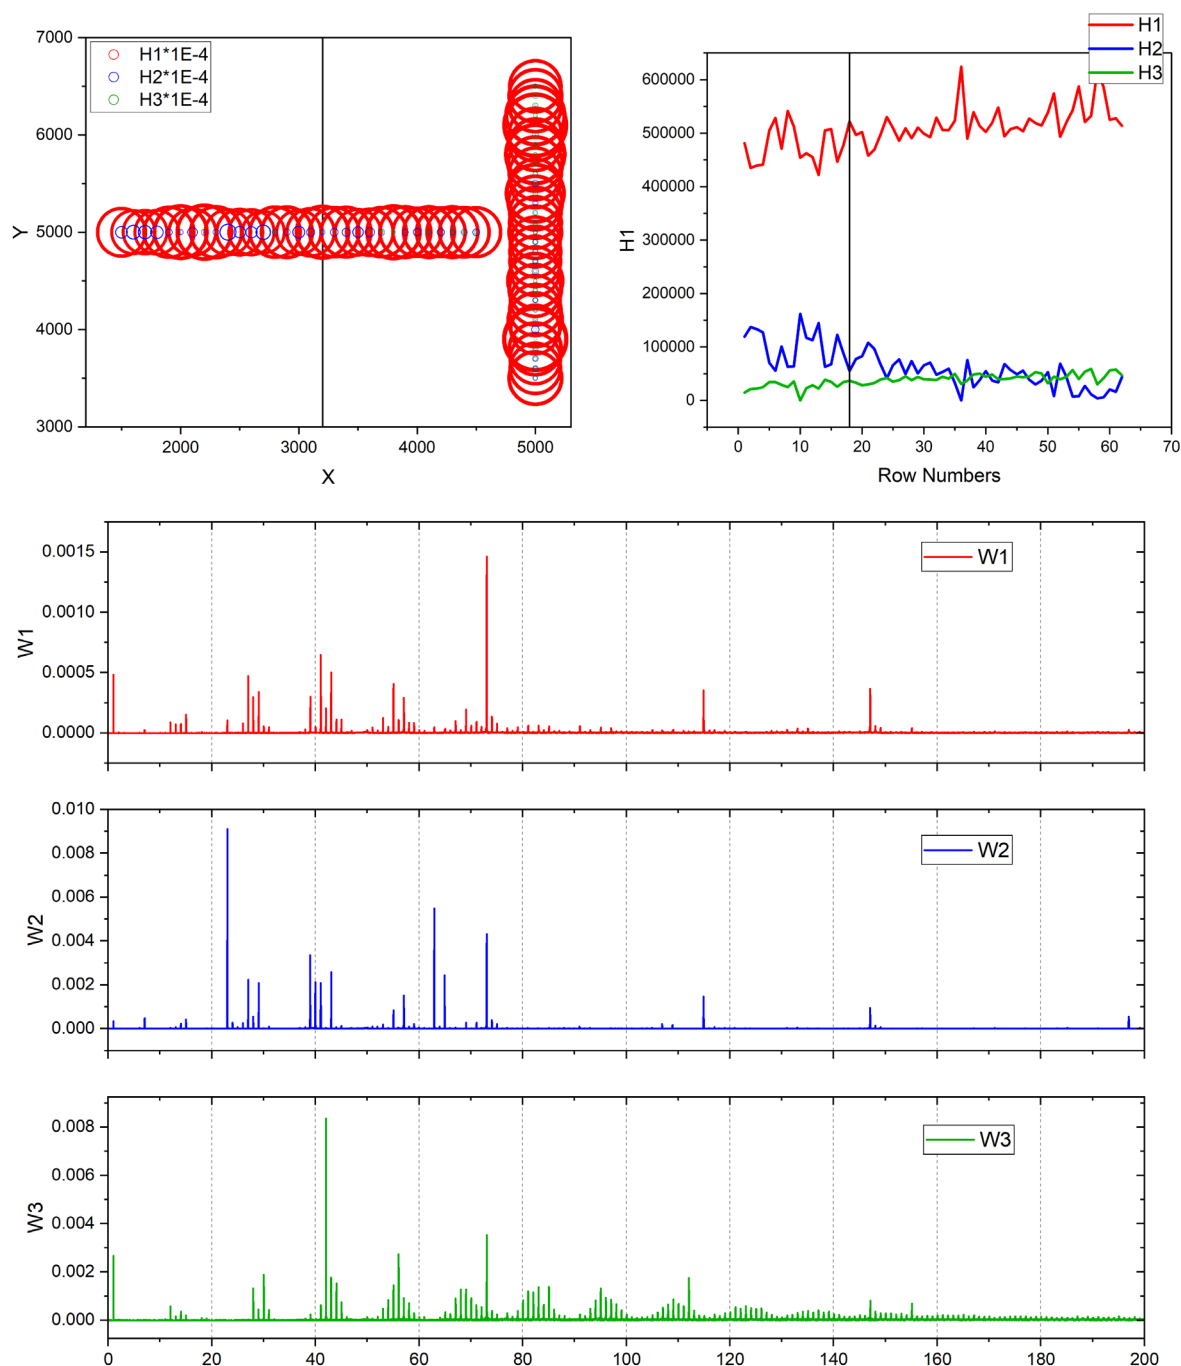 7000
6000
5000
4000
3000
Y
H1*1E-4
H2*1E-4
H3*1E-4
2000 3000 4000 5000
X
H1
H2
H3
600000
500000
400000
300000
200000
100000
0
H1
0 10 20 30 40 50 60 70
Row Numbers
0.0015
0.0010
0.0005
0.0000
W1
W1
0.010
0.008
0.006
0.004
0.002
0.000
W2
W2
0.008
0.006
0.004
0.002
0.000
W3
W3
0 20 40 60 80 100 120 140 160 180 200